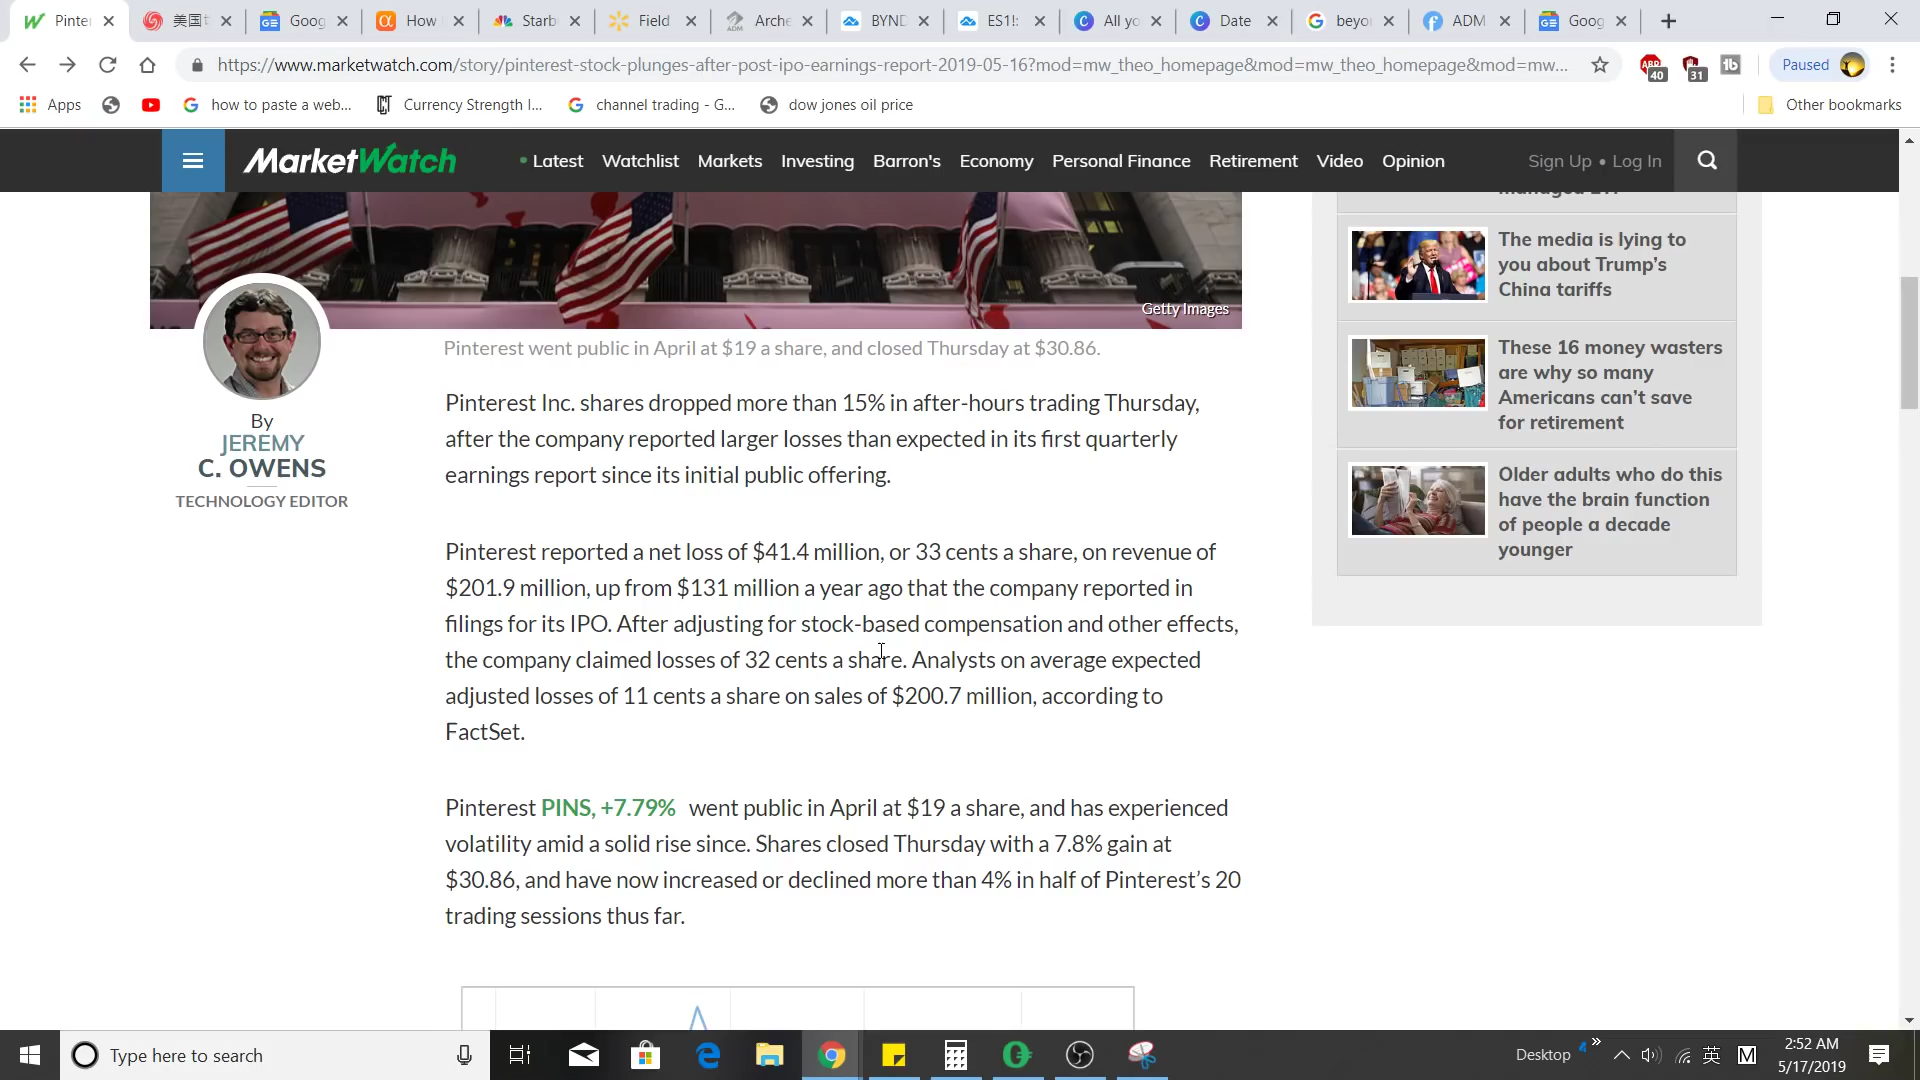 Pinter
美国
Goog
How
Starb
Field
Arche
BYND
ES1!:
All yo
Date
beyo
ADM
Goog
https://www.marketwatch.com/story/pinterest-stock-plunges-after-post-ipo-earnings-report-2019-05-16?mod=mw_theo_homepage&mod=mw_theo_homepage&mod=mw...
ABP
40
31
tb
Paused
Apps
how to paste a web...
Currency Strength I...
channel trading - G...
dow jones oil price
Other bookmarks
MarketWatch
Latest Watchlist Markets Investing Barron's Economy Personal Finance Retirement Video Opinion
Sign Up • Log In
Getty Images
Pinterest went public in April at $19 a share, and closed Thursday at $30.86.
By
JEREMY
C. OWENS
TECHNOLOGY EDITOR
Pinterest Inc. shares dropped more than 15% in after-hours trading Thursday,
after the company reported larger losses than expected in its first quarterly
earnings report since its initial public offering.
Pinterest reported a net loss of $41.4 million, or 33 cents a share, on revenue of
$201.9 million, up from $131 million a year ago that the company reported in
filings for its IPO. After adjusting for stock-based compensation and other effects,
the company claimed losses of 32 cents a share. Analysts on average expected
adjusted losses of 11 cents a share on sales of $200.7 million, according to
FactSet.
Pinterest PINS, +7.79% went public in April at $19 a share, and has experienced
volatility amid a solid rise since. Shares closed Thursday with a 7.8% gain at
$30.86, and have now increased or declined more than 4% in half of Pinterest's 20
trading sessions thus far.
The media is lying to
you about Trump's
China tariffs
These 16 money wasters
are why so many
Americans can't save
for retirement
Older adults who do this
have the brain function
of people a decade
younger
Type here to search
Desktop
英
M
2:52 AM
5/17/2019